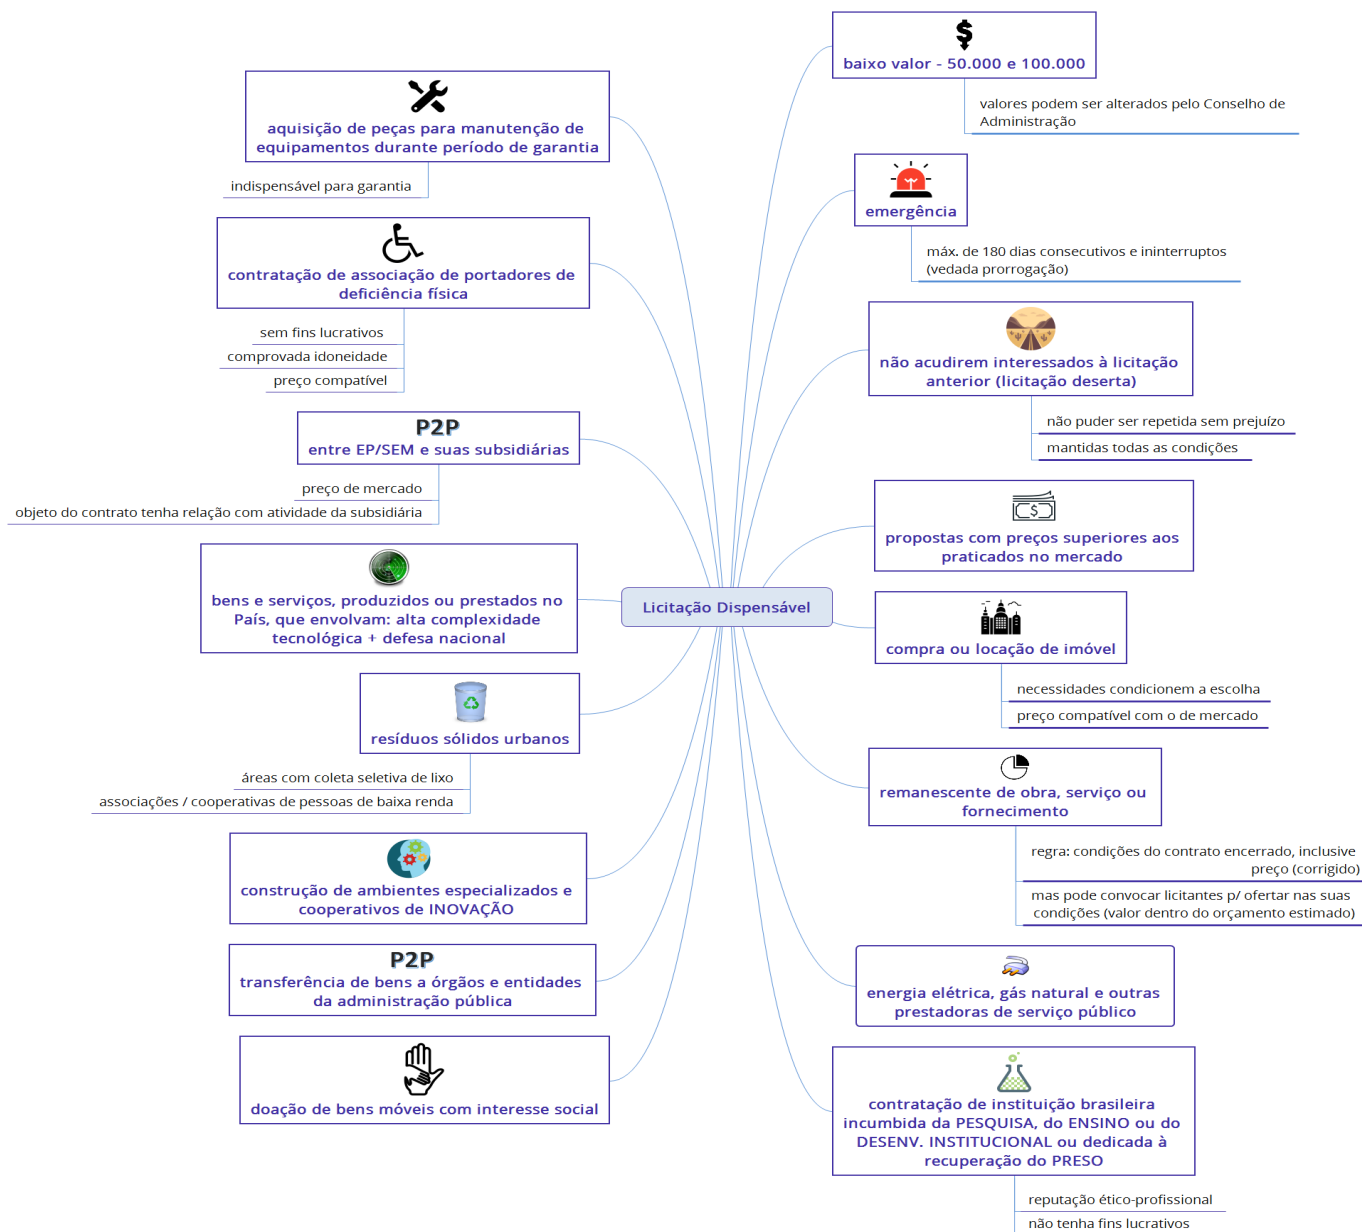 Licitação Dispensável
baixo valor - 50.000 e 100.000
valores podem ser alterados pelo Conselho de
Administração
emergência
máx. de 180 dias consecutivos e ininterruptos
(vedada prorrogação)
não acudirem interessados à licitação
anterior (licitação deserta)
não puder ser repetida sem prejuízo
mantidas todas as condições
propostas com preços superiores aos
praticados no mercado
compra ou locação de imóvel
necessidades condicionem a escolha
preço compatível com o de mercado
remanescente de obra, serviço ou
fornecimento
regra: condições do contrato encerrado, inclusive
preço (corrigido)
mas pode convocar licitantes p/ ofertar nas suas
condições (valor dentro do orçamento estimado)
energia elétrica, gás natural e outras
prestadoras de serviço público
contratação de instituição brasileira
incumbida da PESQUISA, do ENSINO ou do
DESENV. INSTITUCIONAL ou dedicada à
recuperação do PRESO
reputação ético-profissional
não tenha fins lucrativos
aquisição de peças para manutenção de
equipamentos durante período de garantia
indispensável para garantia
contratação de associação de portadores de
deficiência física
sem fins lucrativos
comprovada idoneidade
preço compatível
P2P
entre EP/SEM e suas subsidiárias
preço de mercado
objeto do contrato tenha relação com atividade da subsidiária
bens e serviços, produzidos ou prestados no
País, que envolvam: alta complexidade
tecnológica + defesa nacional
resíduos sólidos urbanos
áreas com coleta seletiva de lixo
associações / cooperativas de pessoas de baixa renda
construção de ambientes especializados e
cooperativos de INOVAÇÃO
P2P
transferência de bens a órgãos e entidades
da administração pública
doação de bens móveis com interesse social